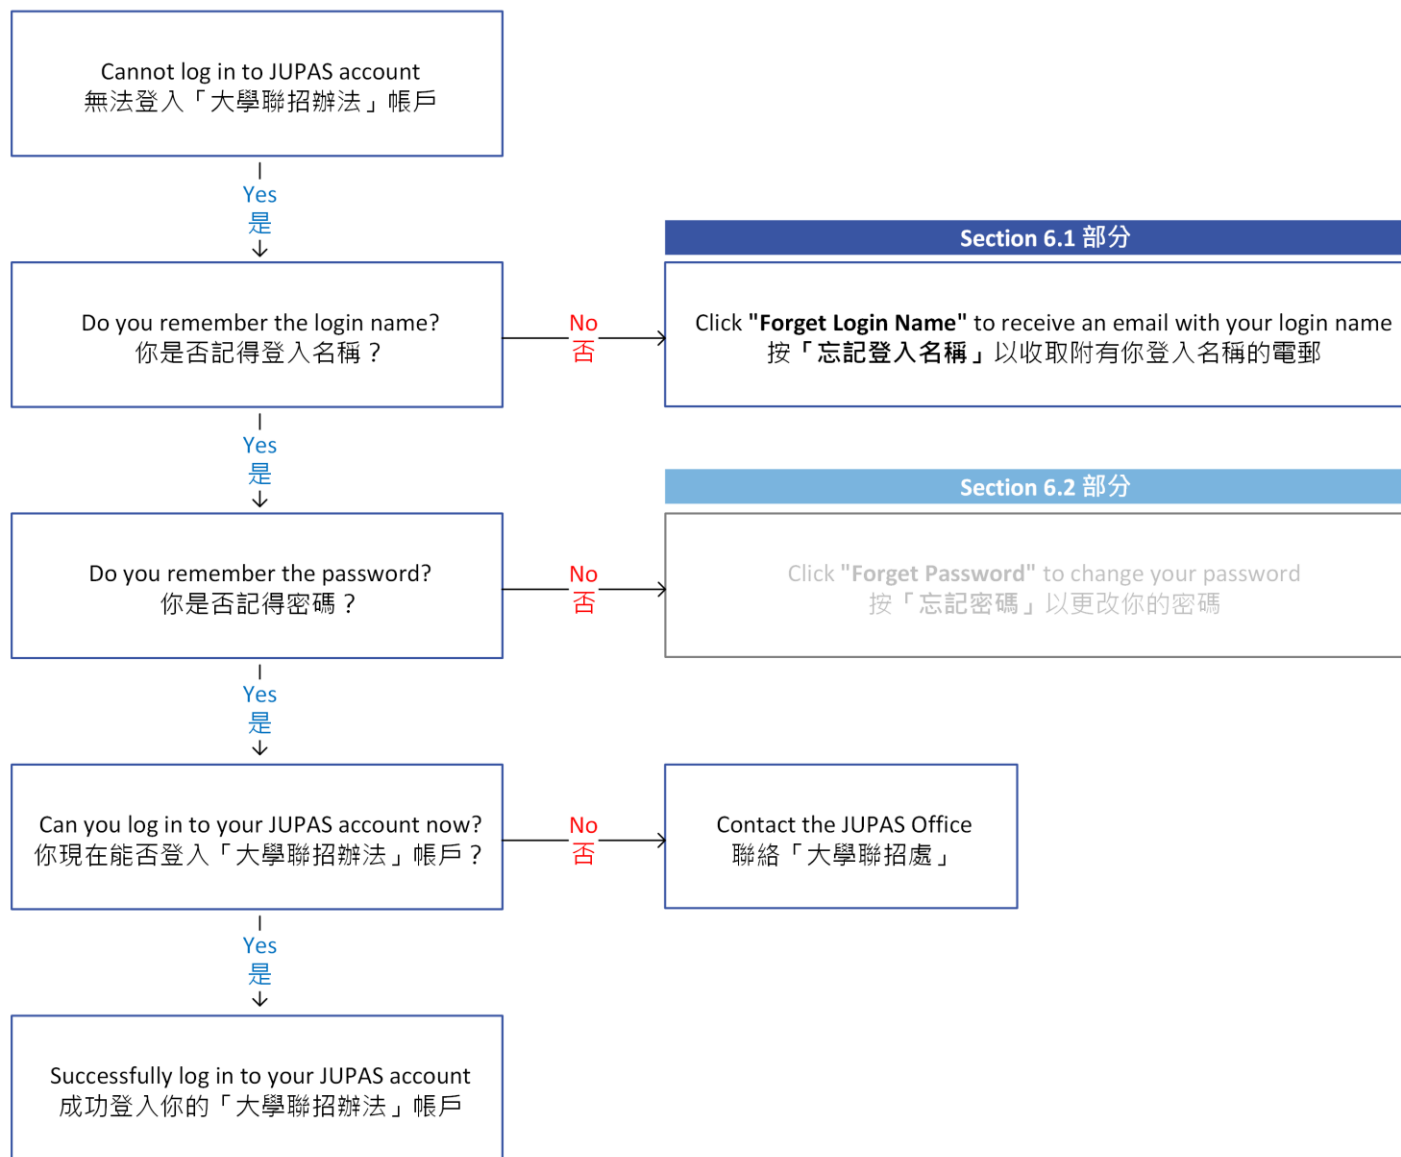 Cannot log in to JUPAS account
無法登入「大學聯招辦法」帳戶
Yes
是
Section 6.1 部分
Do you remember the login name?
你是否記得登入名稱？
No
否
Click "Forget Login Name" to receive an email with your login name
按「忘記登入名稱」以收取附有你登入名稱的電郵
Yes
是
Section 6.2 部分
Do you remember the password?
你是否記得密碼？
No
否
Click "Forget Password" to change your password
按「忘記密碼」以更改你的密碼
Yes
是
Can you log in to your JUPAS account now?
你現在能否登入「大學聯招辦法」帳戶？
No
否
Contact the JUPAS Office
聯絡「大學聯招處」
Yes
是
Successfully log in to your JUPAS account
成功登入你的「大學聯招辦法」帳戶